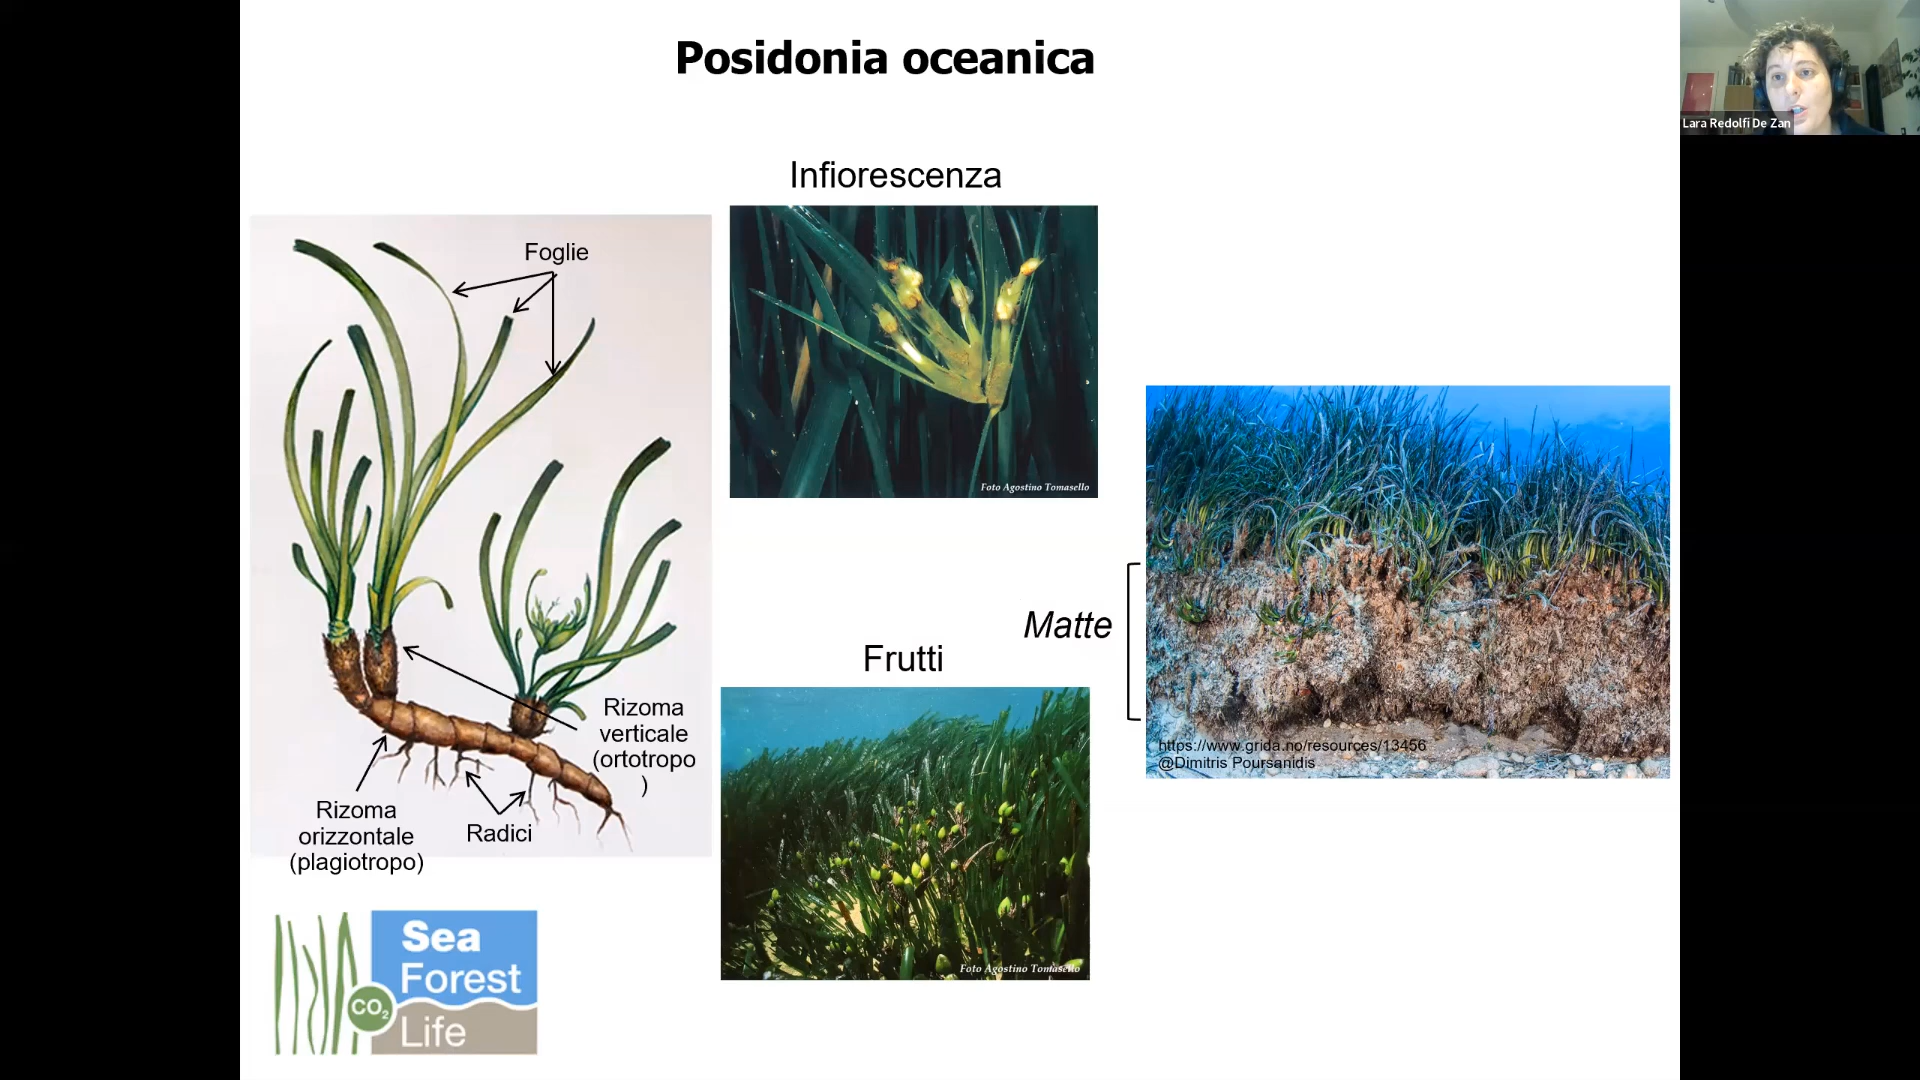 Posidonia oceanica
Lara Redolfi De Zan
Infiorescenza
Foglie
Foto Agostino Tomasello
Matte
Frutti
Rizoma
verticale
(ortotropo
)
https://www.grida.no/resources/13456
@Dimitris Poursanidis
Rizoma
orizzontale
(plagiotropo)
Radici
Foto Agostino Tomasello
Sea
Forest
CO₂
Life